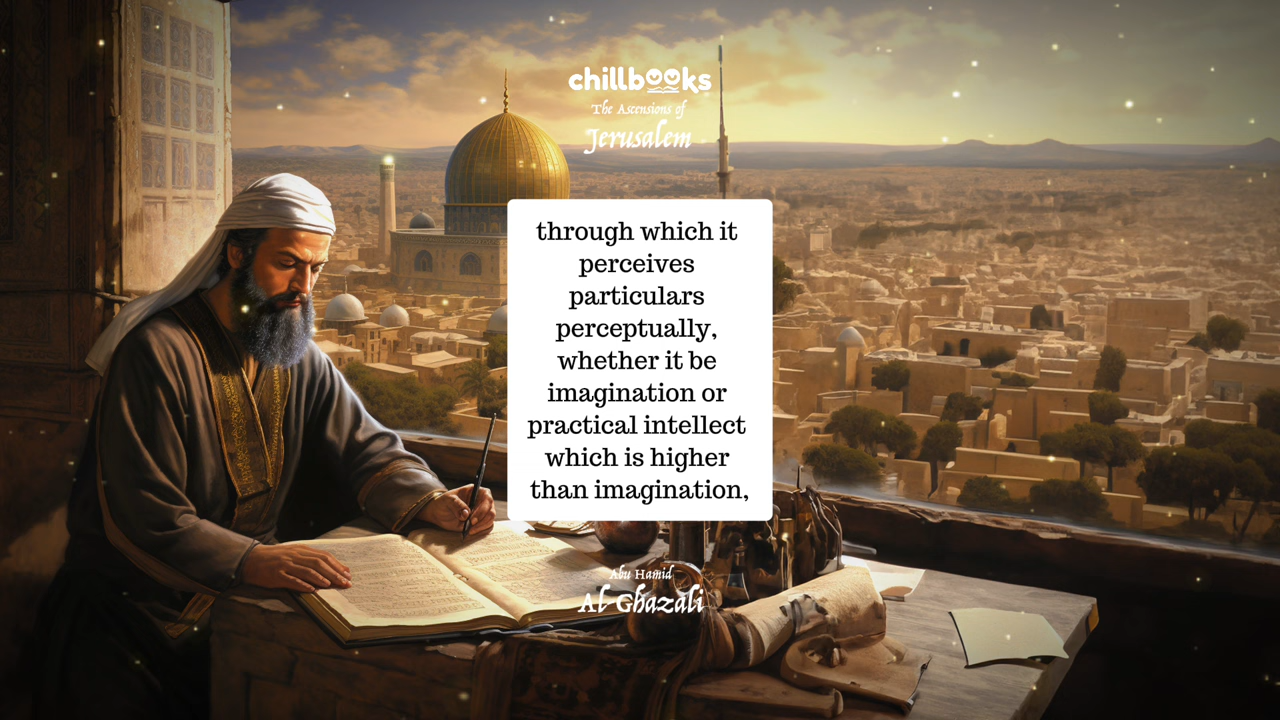 chillbooks
The Ascensions of
Jerusalem
through which it
perceives
particulars
perceptually,
whether it be
imagination or
practical intellect
which is higher
than imagination,
Abu Hamid
Al-Ghazali